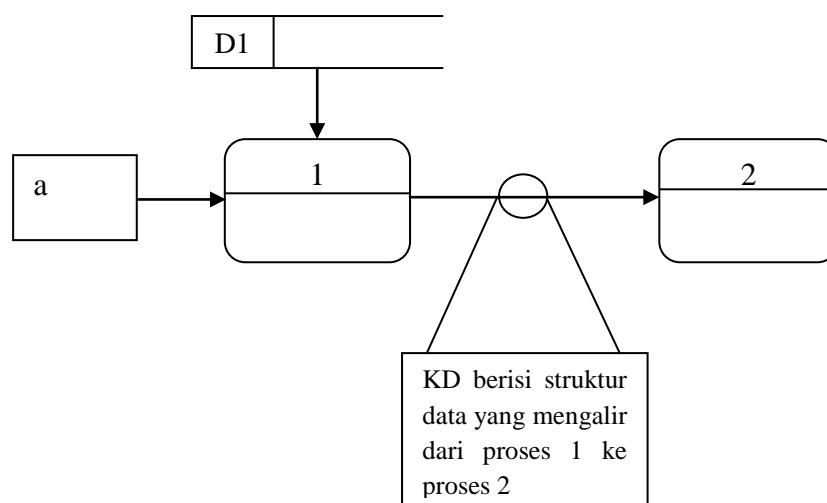 D1
a
1
2
KD berisi struktur
data yang mengalir
dari proses 1 ke
proses 2